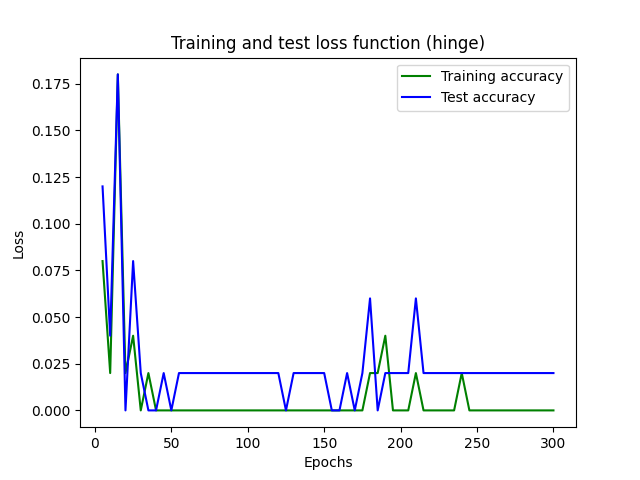 Training and test loss function (hinge)
Training accuracy
Test accuracy
0.175
0.150
0.125
0.100
0.075
0.050
0.025
0.000
Loss
0 50 100 150 200 250 300
Epochs